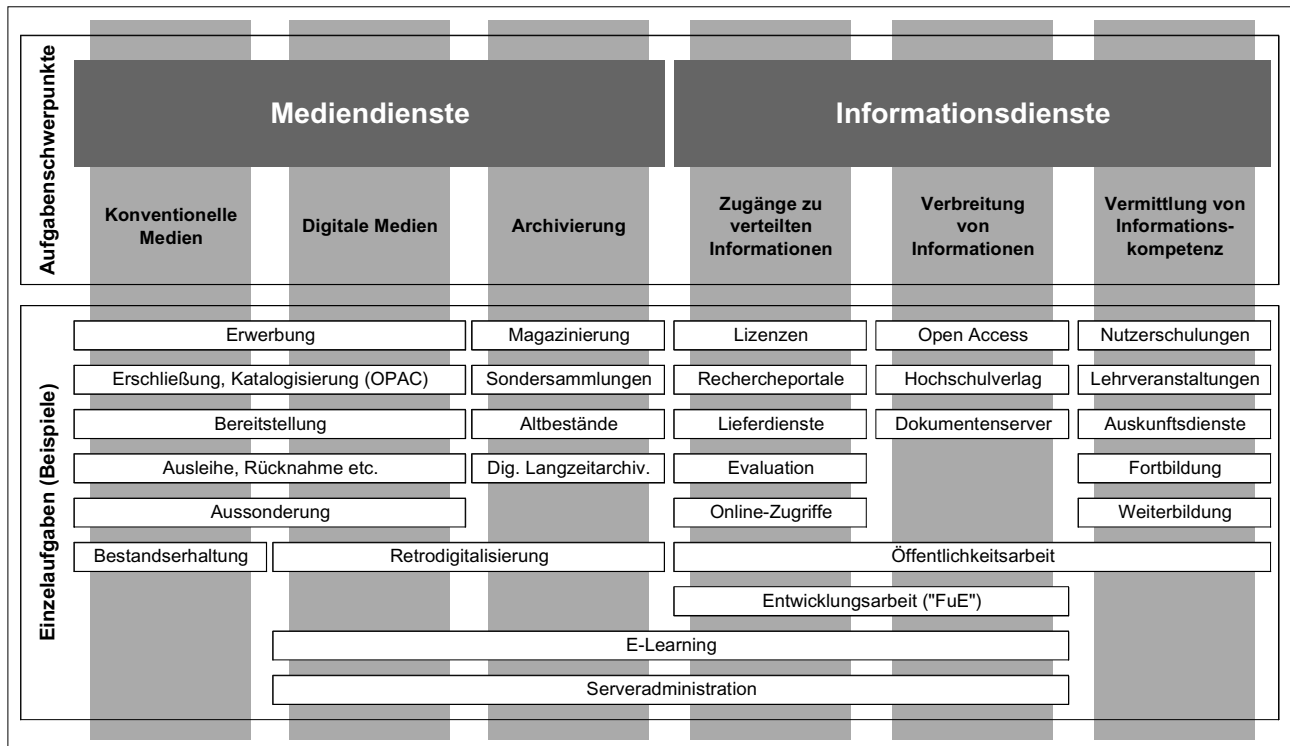 Aufgabenschwerpunkte
Mediendienste
Informationsdienste
Konventionelle
Medien
Digitale Medien
Archivierung
Zugänge zu
verteilten
Informationen
Verbreitung
von
Informationen
Vermittlung von
Informations-
kompetenz
Einzelaufgaben (Beispiele)
Erwerbung
Magazinierung
Lizenzen
Open Access
Nutzerschulungen
Erschließung, Katalogisierung (OPAC)
Sondersammlungen
Rechercheportale
Hochschulverlag
Lehrveranstaltungen
Bereitstellung
Altbestände
Lieferdienste
Dokumentenserver
Auskunftsdienste
Ausleihe, Rücknahme etc.
Dig. Langzeitarchiv.
Evaluation
Fortbildung
Aussonderung
Online-Zugriffe
Weiterbildung
Bestandserhaltung
Retrodigitalisierung
Öffentlichkeitsarbeit
Entwicklungsarbeit ("FuE")
E-Learning
Serveradministration